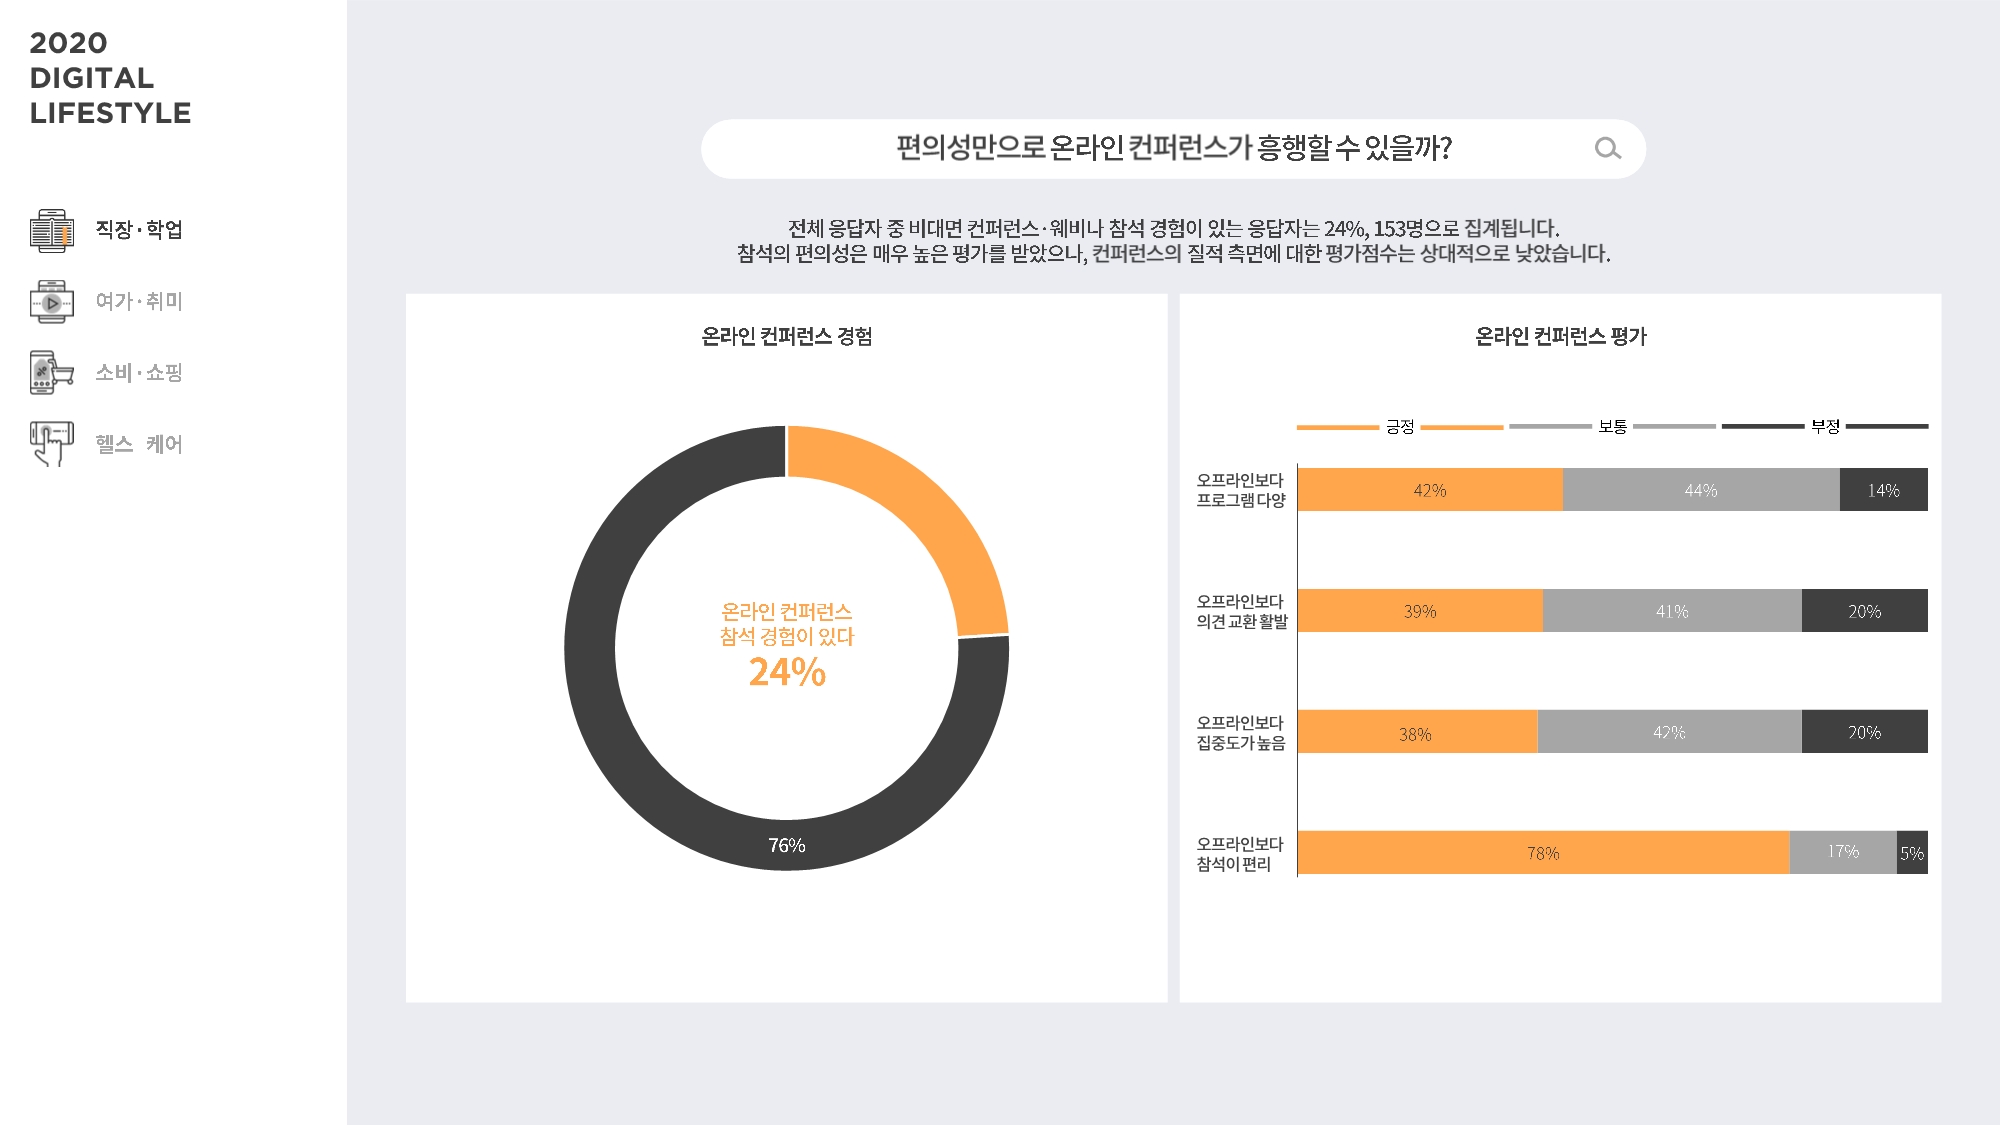 2020
DIGITAL
LIFESTYLE
직장·학업
여가·취미
소비·쇼핑
헬스 케어
편의성만으로 온라인 컨퍼런스가 흥행할 수 있을까?
전체 응답자 중 비대면 컨퍼런스·웨비나 참석 경험이 있는 응답자는 24%, 153명으로 집계됩니다.
참석의 편의성은 매우 높은 평가를 받았으나, 컨퍼런스의 질적 측면에 대한 평가점수는 상대적으로 낮았습니다.
온라인 컨퍼런스 경험
온라인 컨퍼런스
참석 경험이 있다
24%
76%
온라인 컨퍼런스 평가
긍정 보통 부정
오프라인보다
프로그램 다양
42% 44% 14%
오프라인보다
의견 교환 활발
39% 41% 20%
오프라인보다
집중도가 높음
38% 42% 20%
오프라인보다
참석이 편리
78% 17% 5%